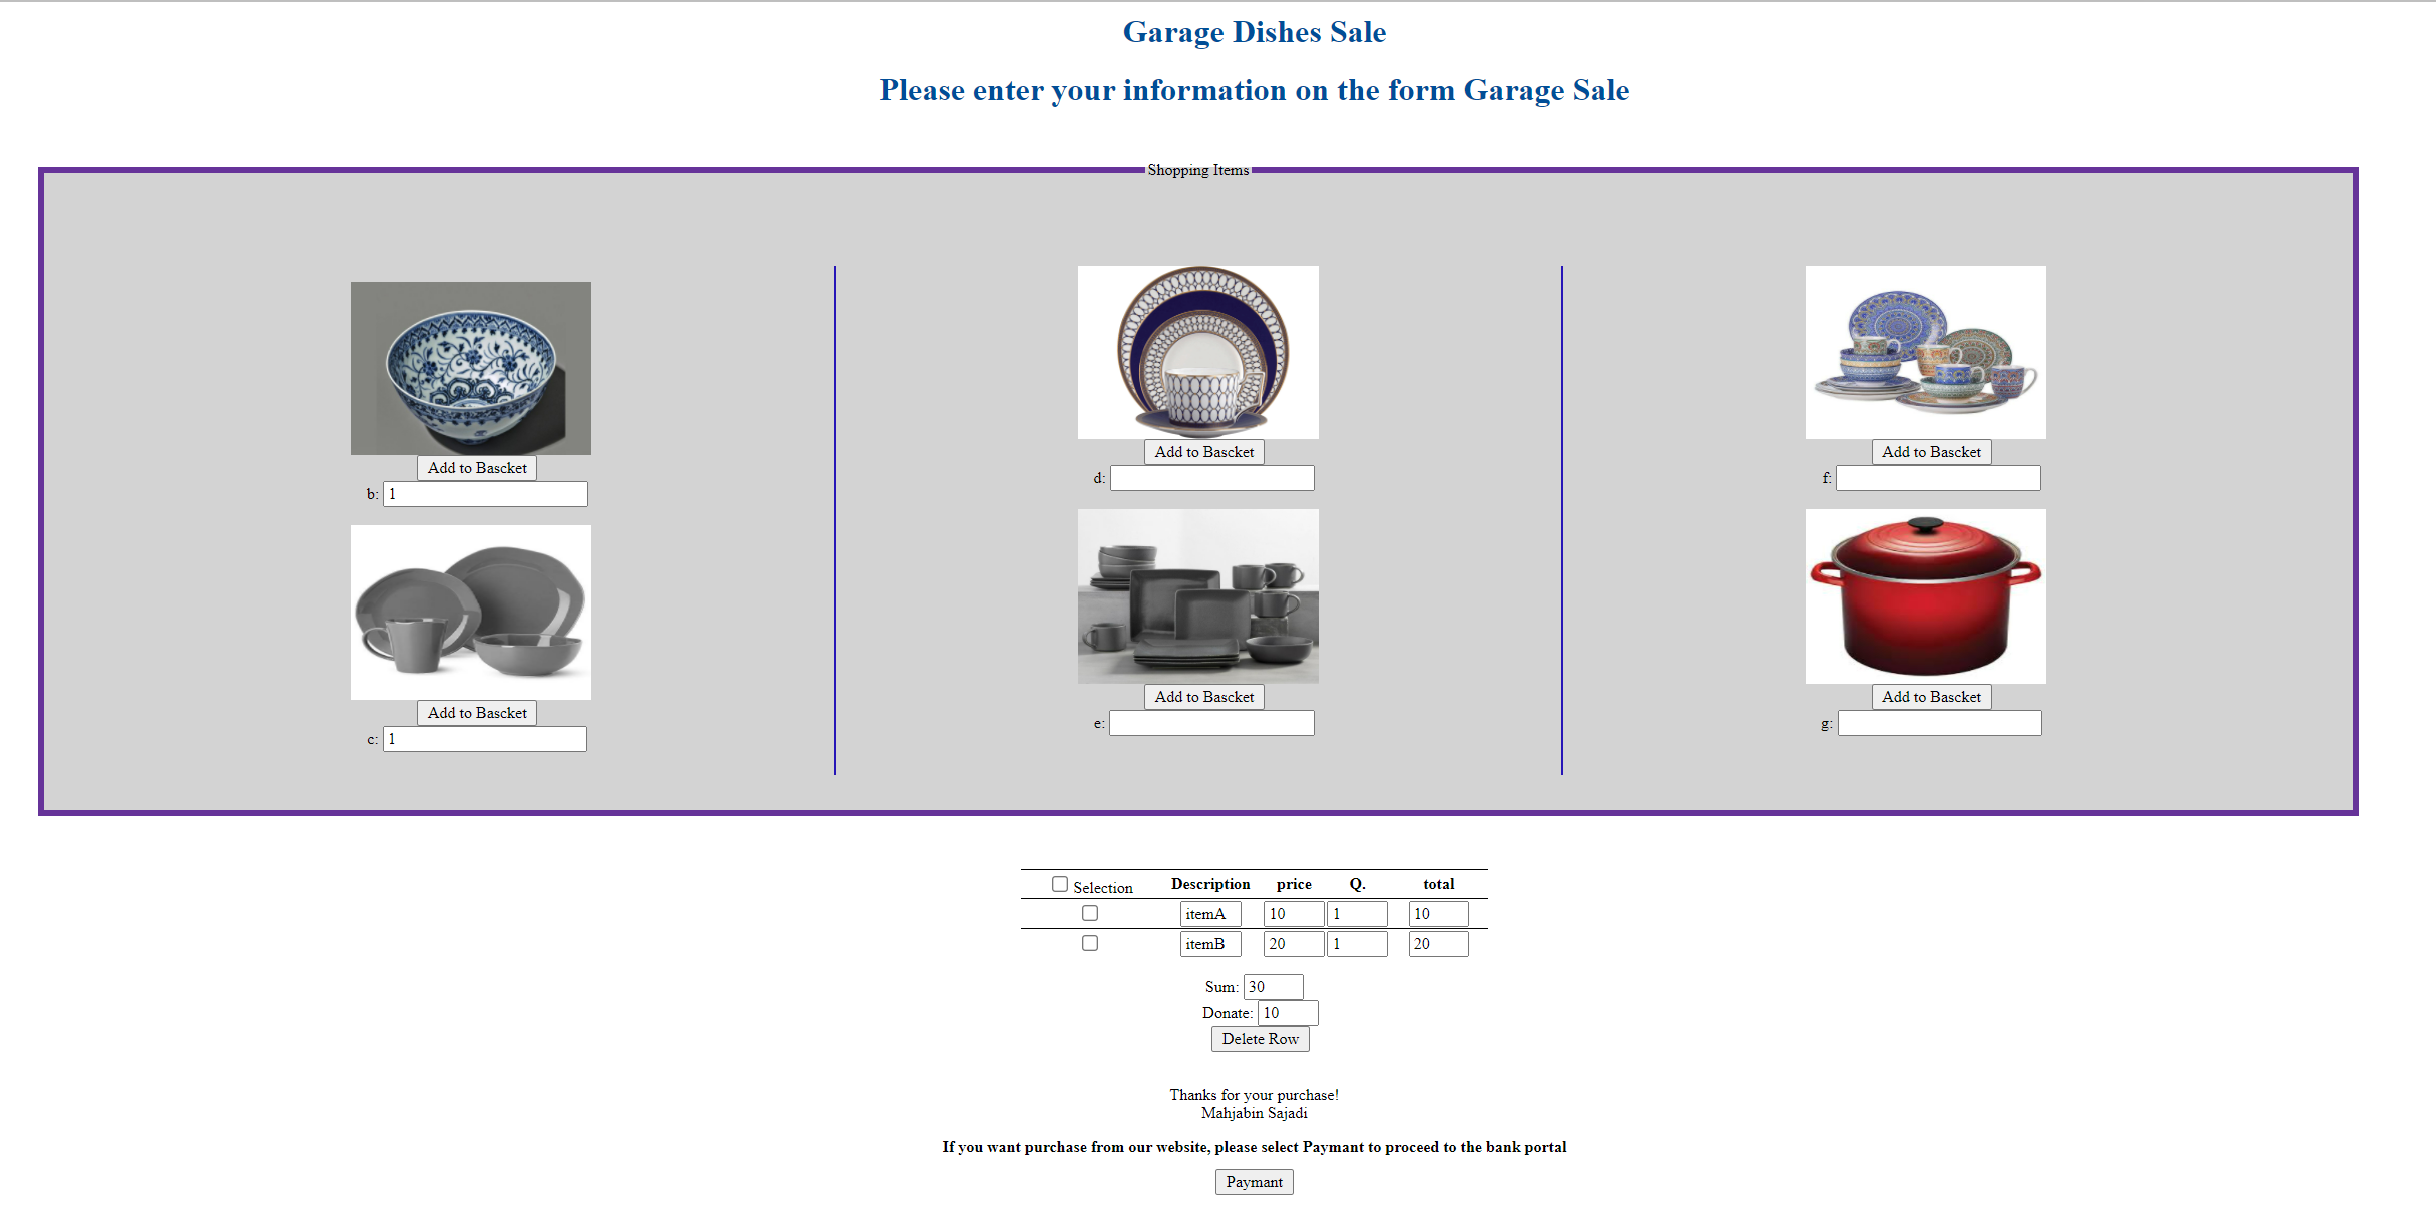 Garage Dishes Sale
Please enter your information on the form Garage Sale
Shopping Items
Add to Bascket
b: 1
Add to Bascket
c: 1
Add to Bascket
d:
Add to Bascket
e:
Add to Bascket
f:
Add to Bascket
g:
Selection Description price Q. total
itemA 10 1 10
itemB 20 1 20
Sum: 30
Donate: 10
Delete Row
Thanks for your purchase!
Mahjabin Sajadi
If you want purchase from our website, please select Paymant to proceed to the bank portal
Paymant